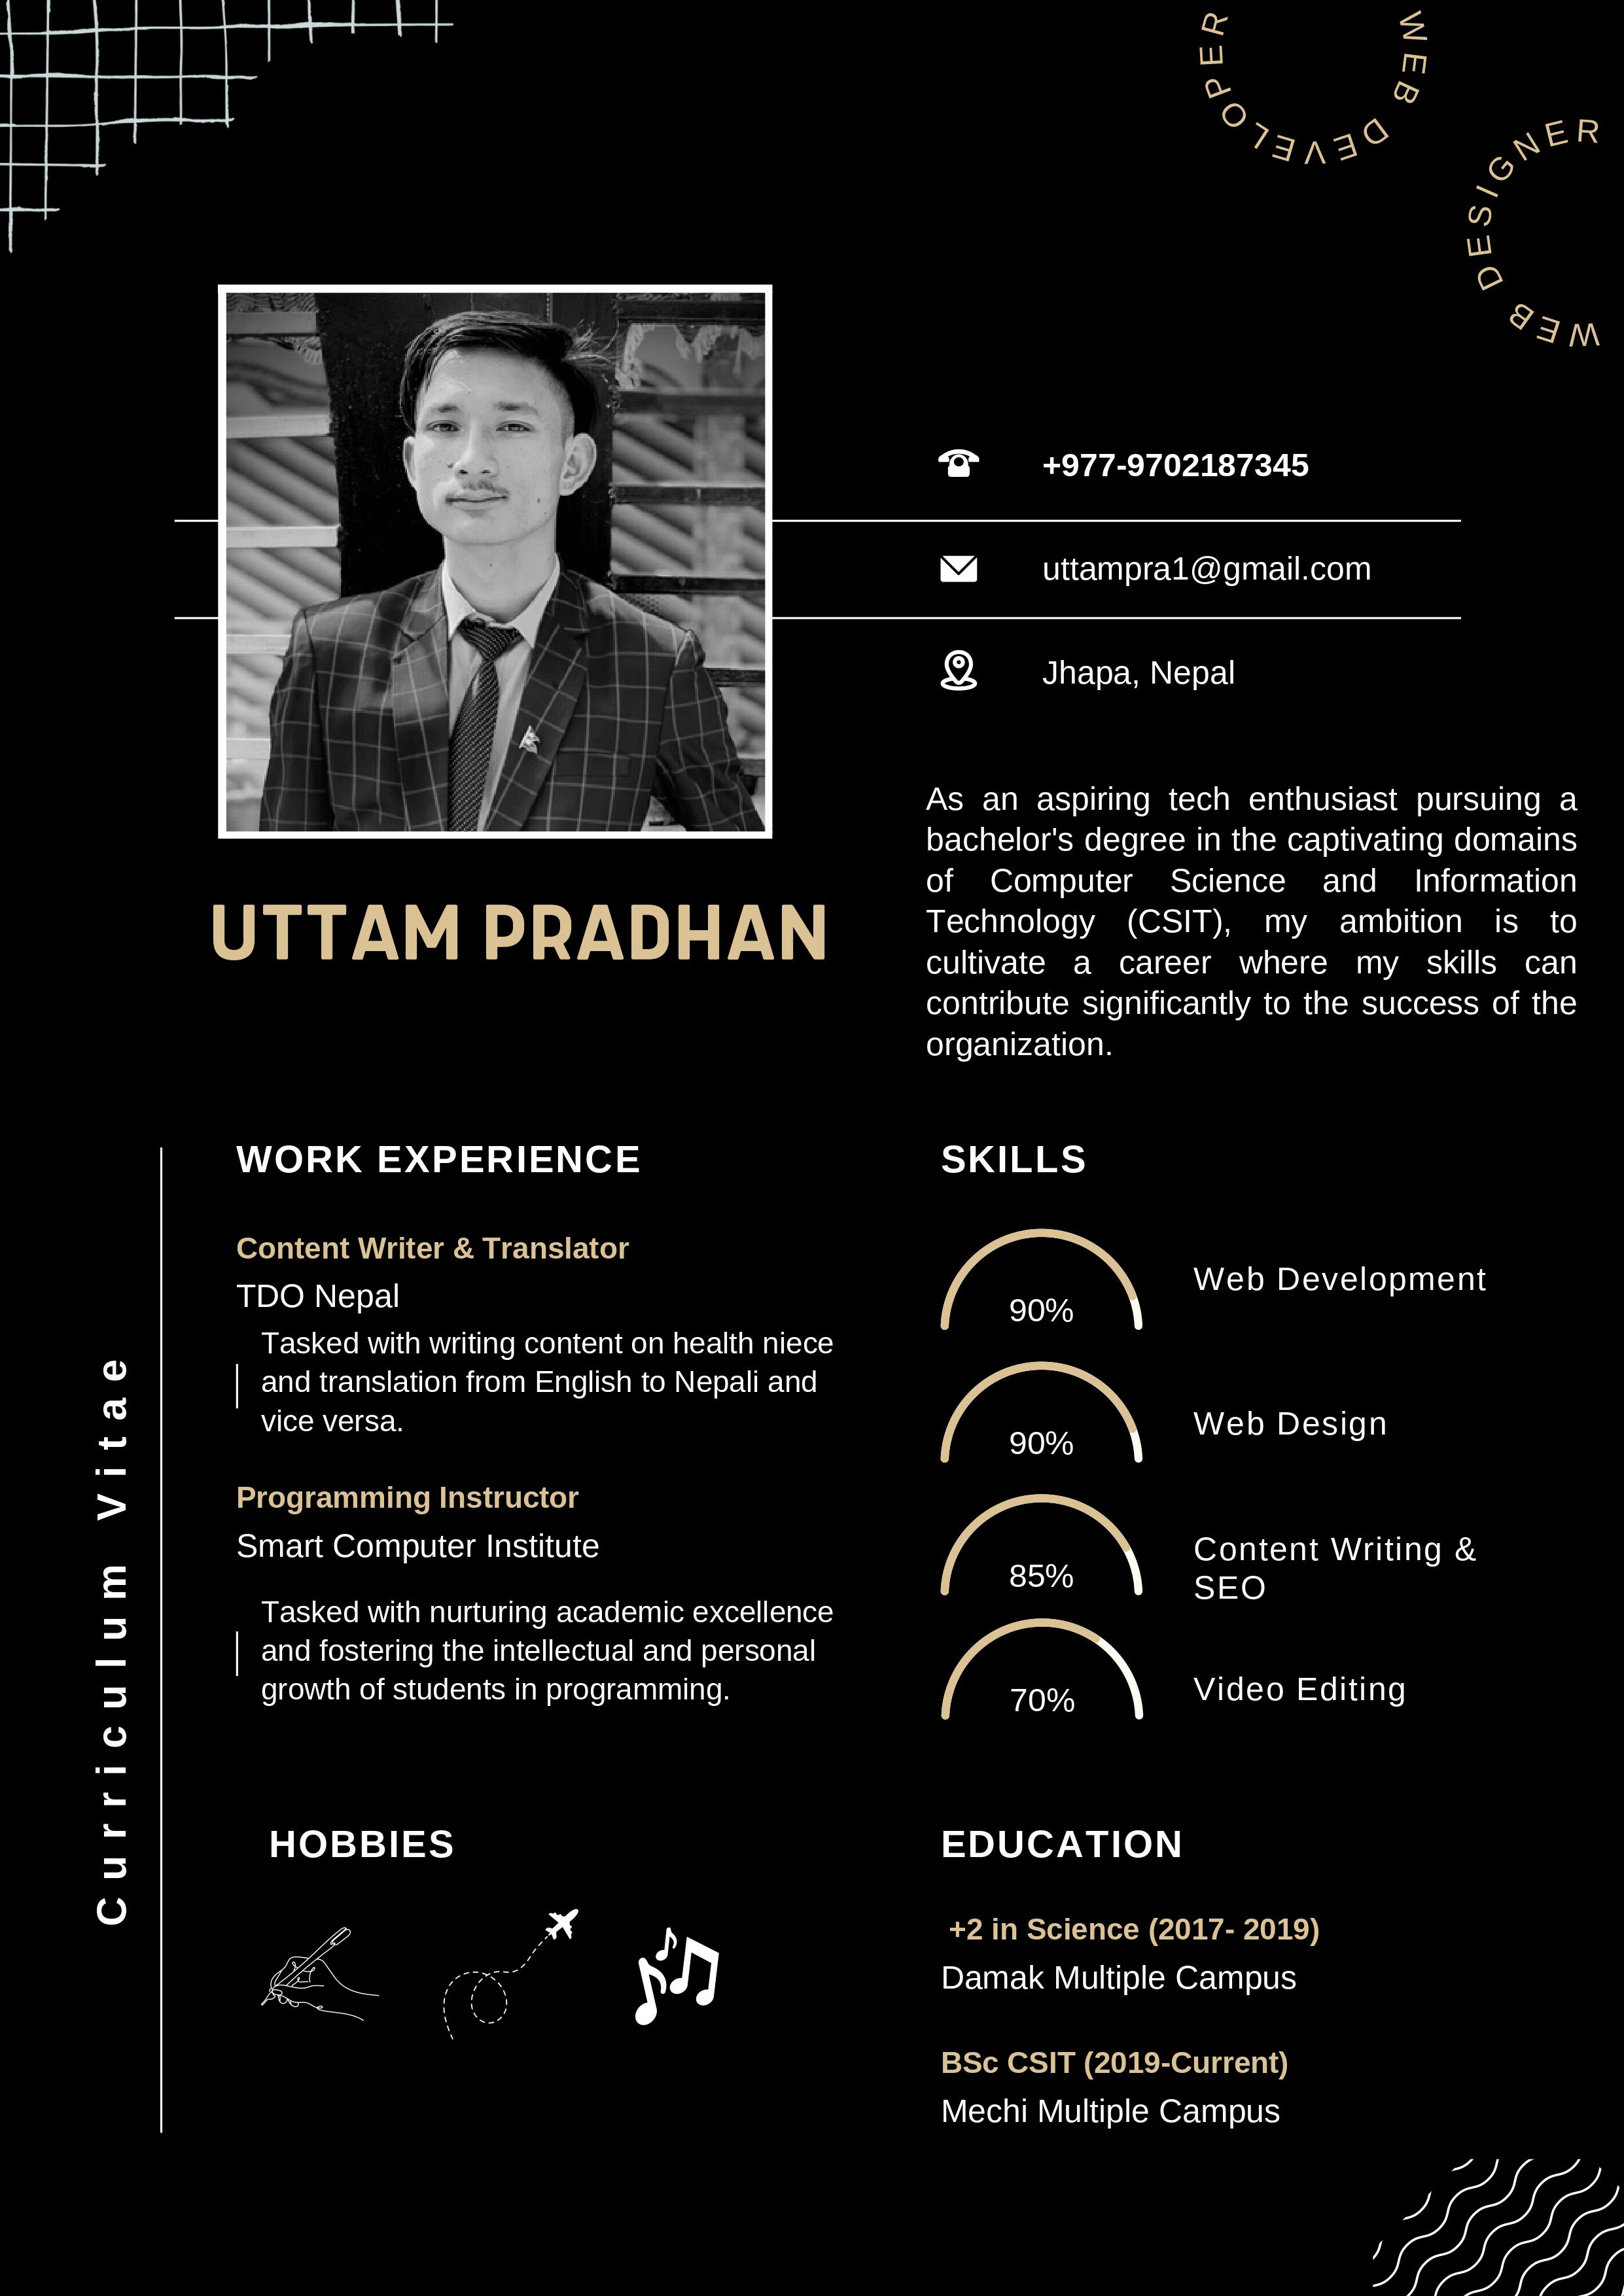 WEB DEVELOPER
WEB DESIGNER
+977-9702187345
uttampra1@gmail.com
Jhapa, Nepal
UTTAM PRADHAN
As an aspiring tech enthusiast pursuing a
bachelor's degree in the captivating domains
of Computer Science and Information
Technology (CSIT), my ambition is to
cultivate a career where my skills can
contribute significantly to the success of the
organization.
Curriculum Vitae
WORK EXPERIENCE
Content Writer & Translator
TDO Nepal
Tasked with writing content on health niece
and translation from English to Nepali and
vice versa.
Programming Instructor
Smart Computer Institute
Tasked with nurturing academic excellence
and fostering the intellectual and personal
growth of students in programming.
SKILLS
90%
Web Development
90%
Web Design
85%
Content Writing &
SEO
70%
Video Editing
HOBBIES
EDUCATION
+2 in Science (2017- 2019)
Damak Multiple Campus
BSc CSIT (2019-Current)
Mechi Multiple Campus